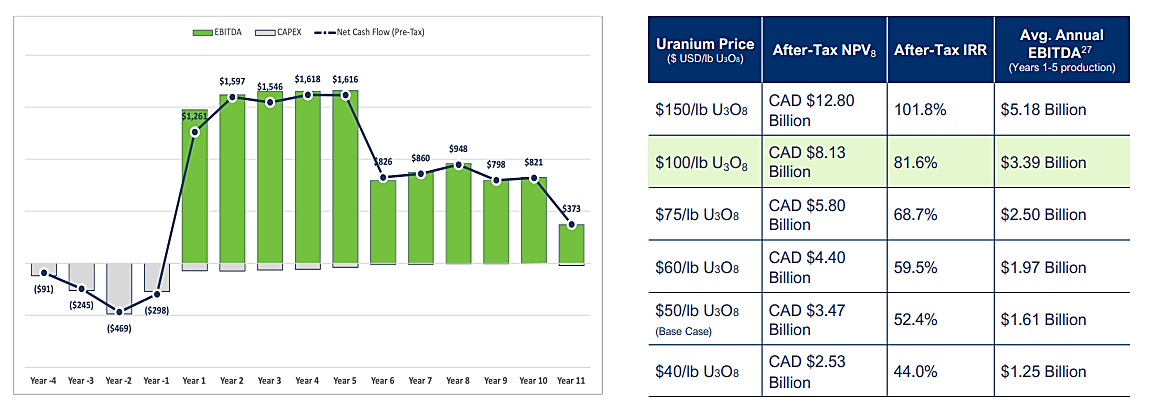 EBITDA CAPEX Net Cash Flow (Pre-Tax)
$1,261
$1,597
$1,546
$1,618
$1,616
$826
$860
$948
$798
$821
$373
($91)
($245)
($469)
($298)
Year -4 Year -3 Year -2 Year -1 Year 1 Year 2 Year 3 Year 4 Year 5 Year 6 Year 7 Year 8 Year 9 Year 10 Year 11
Uranium Price
($ USD/lb U₃O₈)
After-Tax NPV₈
After-Tax IRR
Avg. Annual
EBITDA²⁷
(Years 1-5 production)
$150/lb U₃O₈
CAD $12.80
Billion
101.8%
$5.18 Billion
$100/lb U₃O₈
CAD $8.13
Billion
81.6%
$3.39 Billion
$75/lb U₃O₈
CAD $5.80
Billion
68.7%
$2.50 Billion
$60/lb U₃O₈
CAD $4.40
Billion
59.5%
$1.97 Billion
$50/lb U₃O₈
(Base Case)
CAD $3.47
Billion
52.4%
$1.61 Billion
$40/lb U₃O₈
CAD $2.53
Billion
44.0%
$1.25 Billion